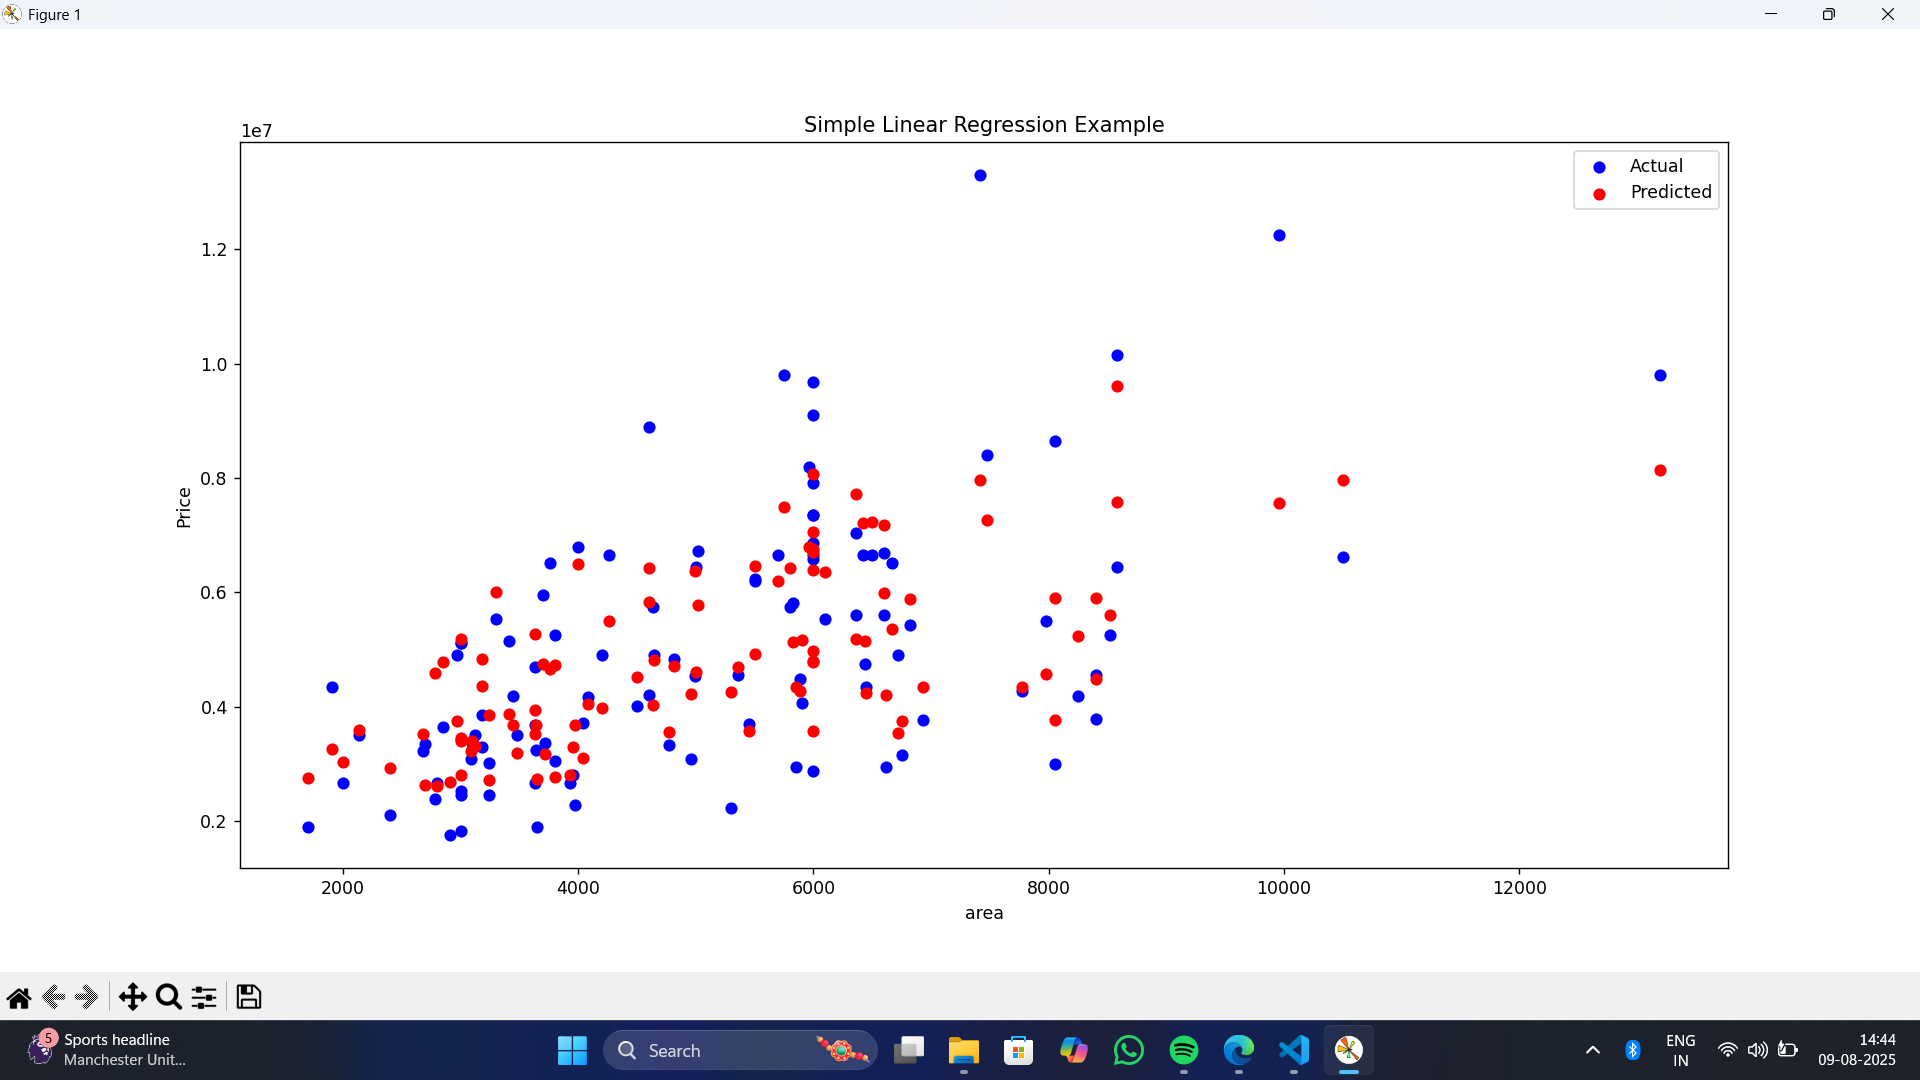 Figure 1
Simple Linear Regression Example
1e7
Actual
Predicted
1.2
1.0
0.8
0.6
0.4
0.2
Price
2000 4000 6000 8000 10000 12000
area
5
Sports headline
Manchester Unit...
Search
ENG
IN
14:44
09-08-2025